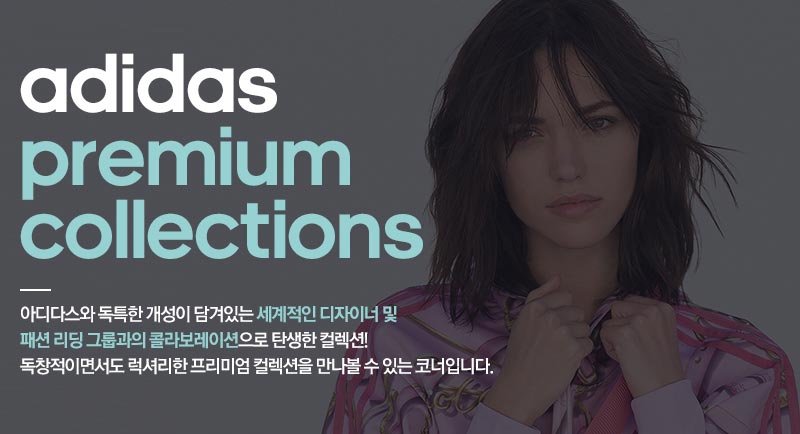 adidas
premium
collections
아디다스와 독특한 개성이 담겨있는 세계적인 디자이너 및
패션 리딩 그룹과의 콜라보레이션으로 탄생한 컬렉션!
독창적이면서도 럭셔리한 프리미엄 컬렉션을 만나볼 수 있는 코너입니다.